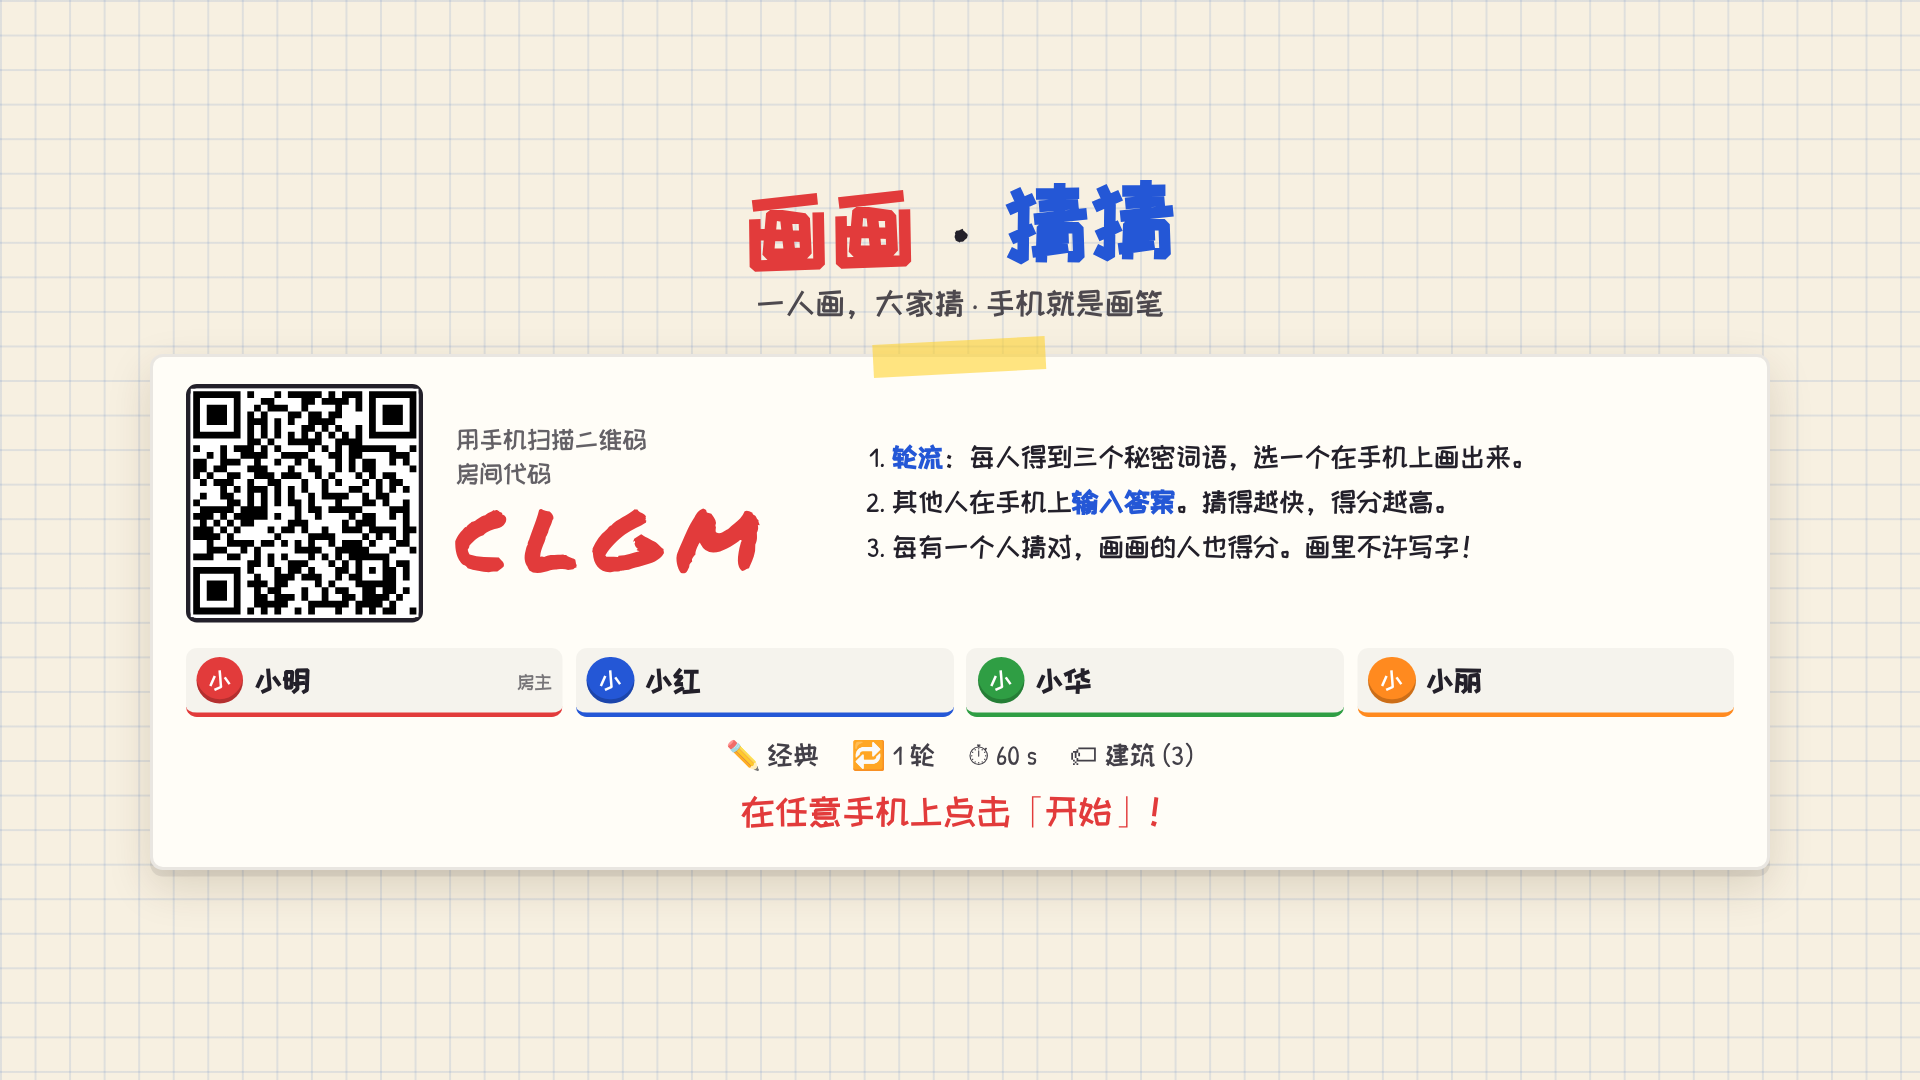 画画 · 猜猜
一人画，大家猜 · 手机就是画笔
用手机扫描二维码
房间代码
CLGM
1. 轮流：每人得到三个秘密词语，选一个在手机上画出来。
2. 其他人在手机上输入答案。猜得越快，得分越高。
3. 每有一个人猜对，画画的人也得分。画里不许写字！
小 小明 房主
小 小红
小 小华
小 小丽
✏️ 经典 🔁 1 轮 ⏱ 60 s 🏷 建筑 (3)
在任意手机上点击「开始」！